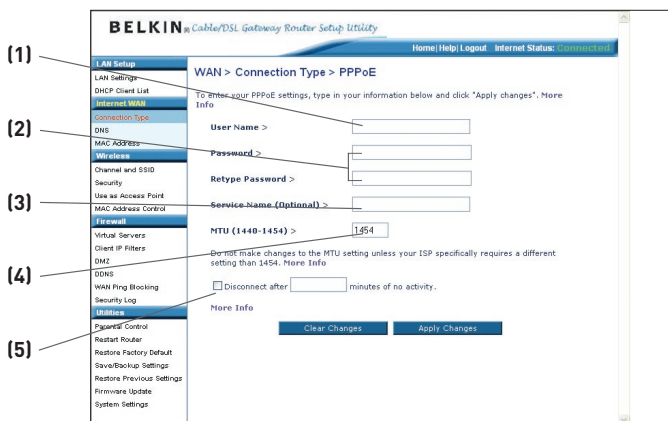 BELKIN® Cable/DSL Gateway Router Setup Utility
Home| Help| Logout Internet Status: Connected
LAN Setup
LAN Settings
DHCP Client List
Internet WAN
Connection Type
DNS
MAC Address
Wireless
Channel and SSID
Security
Use as Access Point
MAC Address Control
Firewall
Virtual Servers
Client IP Filters
DMZ
DDNS
WAN Ping Blocking
Security Log
Utilities
Parental Control
Restart Router
Restore Factory Default
Save/Backup Settings
Restore Previous Settings
Firmware Update
System Settings
WAN > Connection Type > PPPoE
To enter your PPPoE settings, type in your information below and click "Apply changes". More
Info
(1)
User Name >
(2)
Password >
Retype Password >
(3)
Service Name (Optional) >
(4)
MTU (1440-1454) > 1454
Do not make changes to the MTU setting unless your ISP specifically requires a different
setting than 1454. More Info
(5)
Disconnect after minutes of no activity.
More Info
Clear Changes Apply Changes